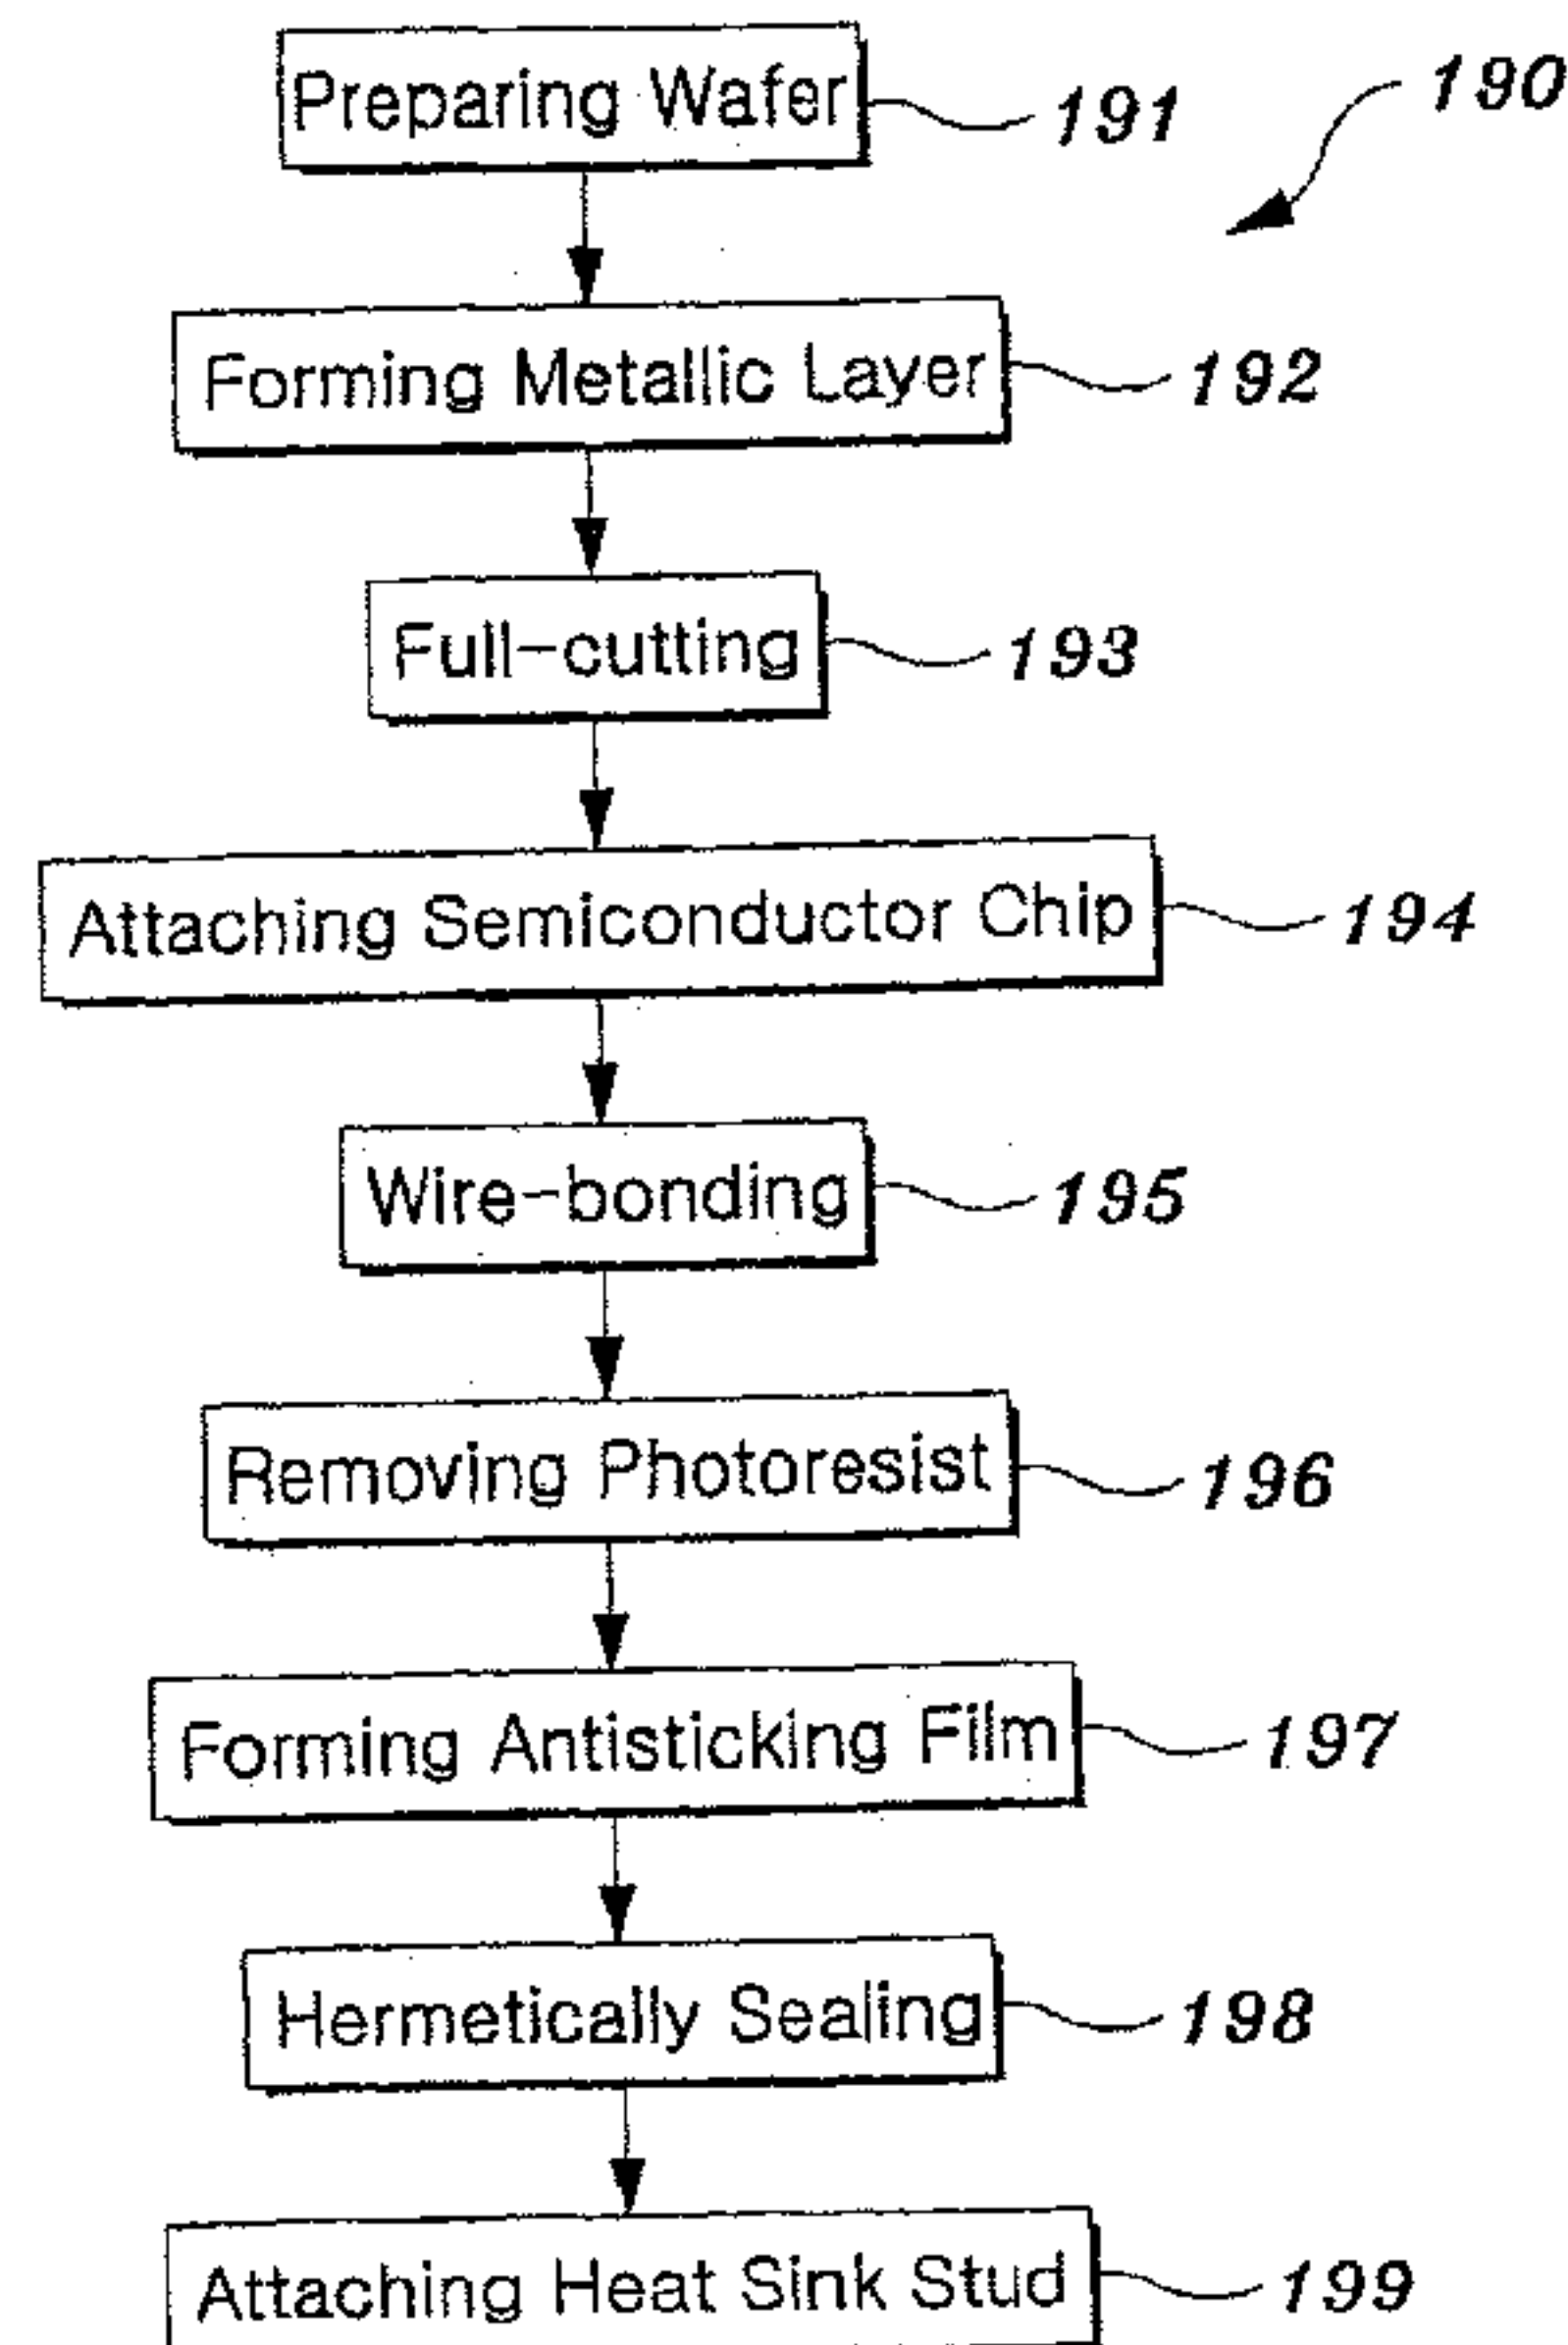 Preparing Wafer 191
190
Forming Metallic Layer 192
Full-cutting 193
Attaching Semiconductor Chip 194
Wire-bonding 195
Removing Photoresist 196
Forming Antisticking Film 197
Hermetically Sealing 198
Attaching Heat Sink Stud 199